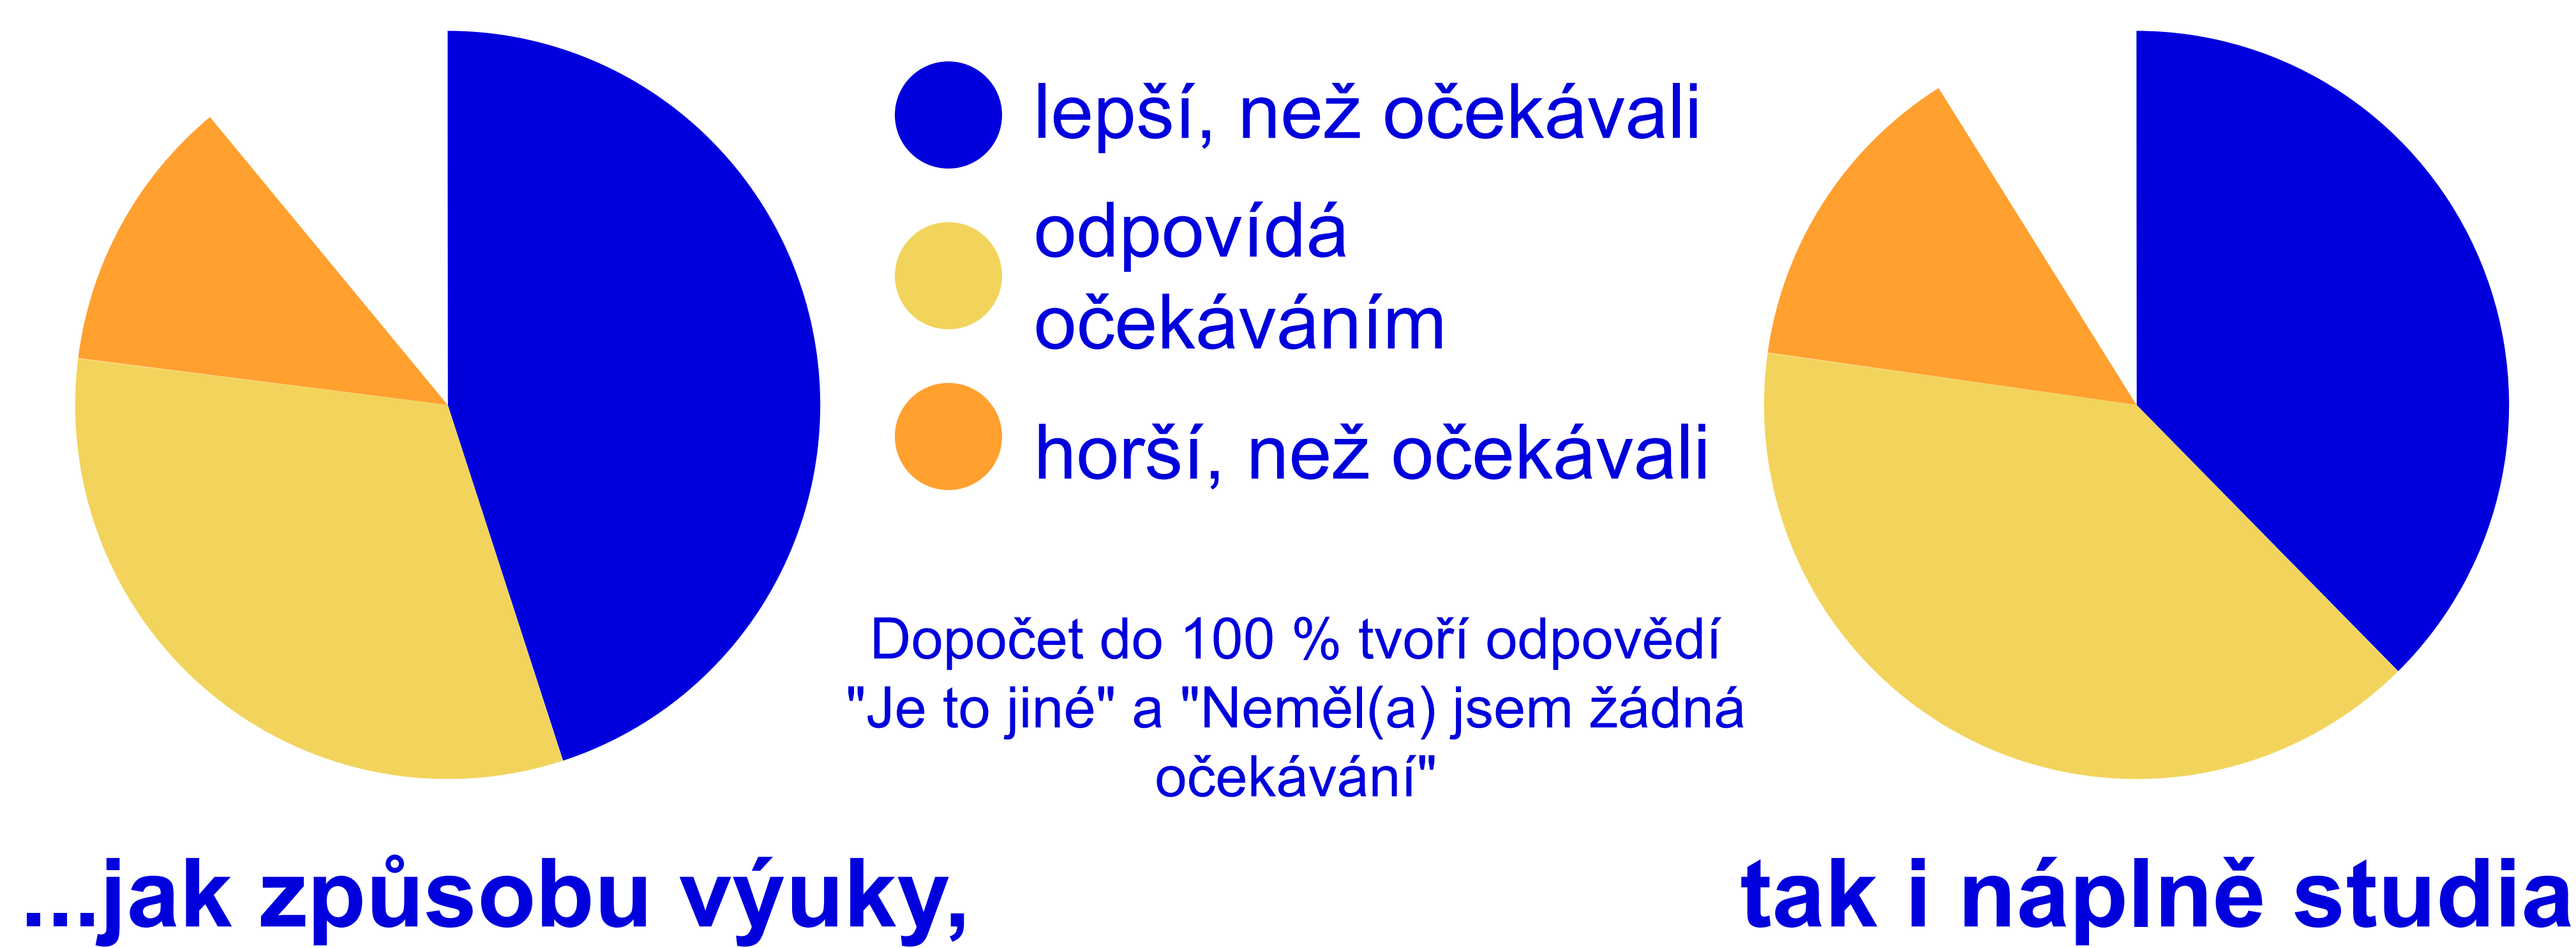 lepší, než očekávali
odpovídá
očekáváním
horší, než očekávali
Dopočet do 100 % tvoří odpovědí
"Je to jiné" a "Neměl(a) jsem žádná
očekávání"
...jak způsobu výuky,
tak i náplně studia